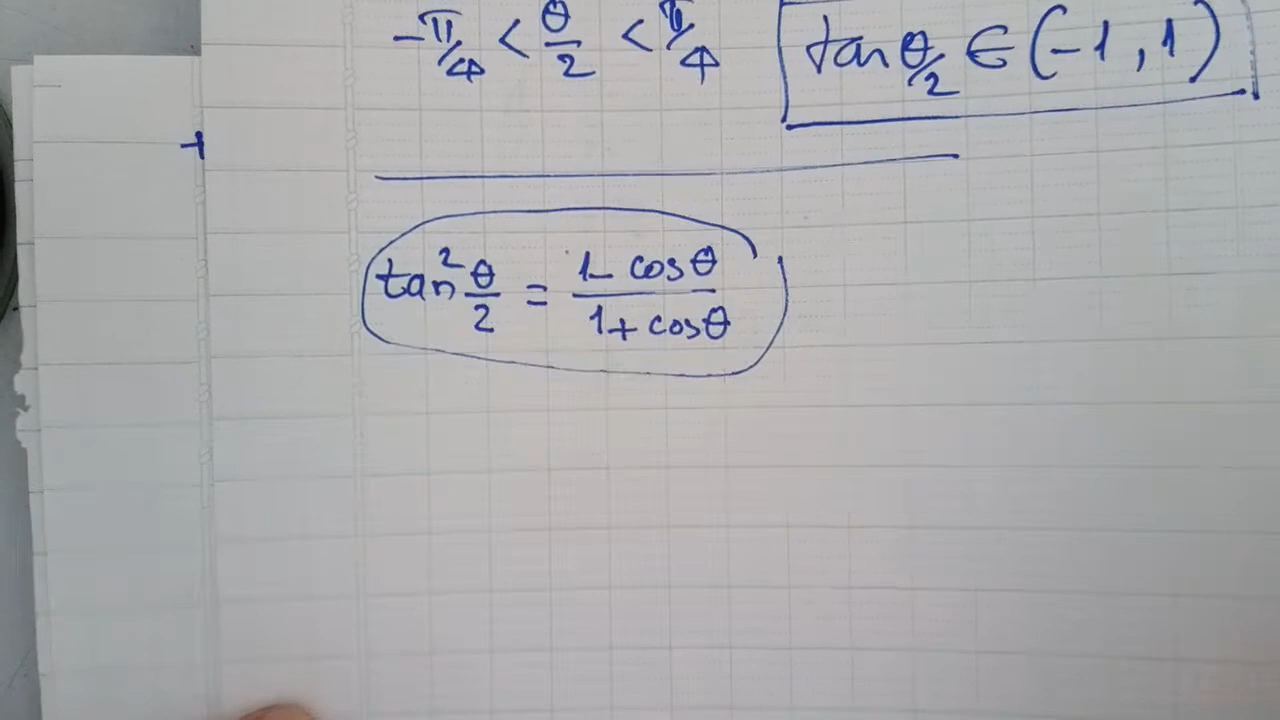 -π/4 < θ/2 < π/4 tan θ/2 ∈ (-1, 1)
tan² θ/2 = (1 - cos θ)/(1 + cos θ)